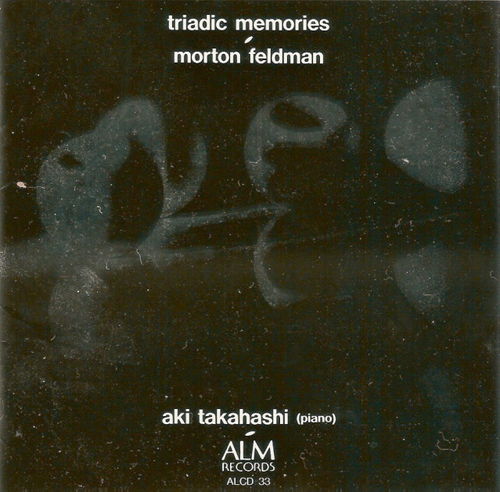 triadic memories
morton feldman
aki takahashi (piano)
ALM
RECORDS
ALCD 33